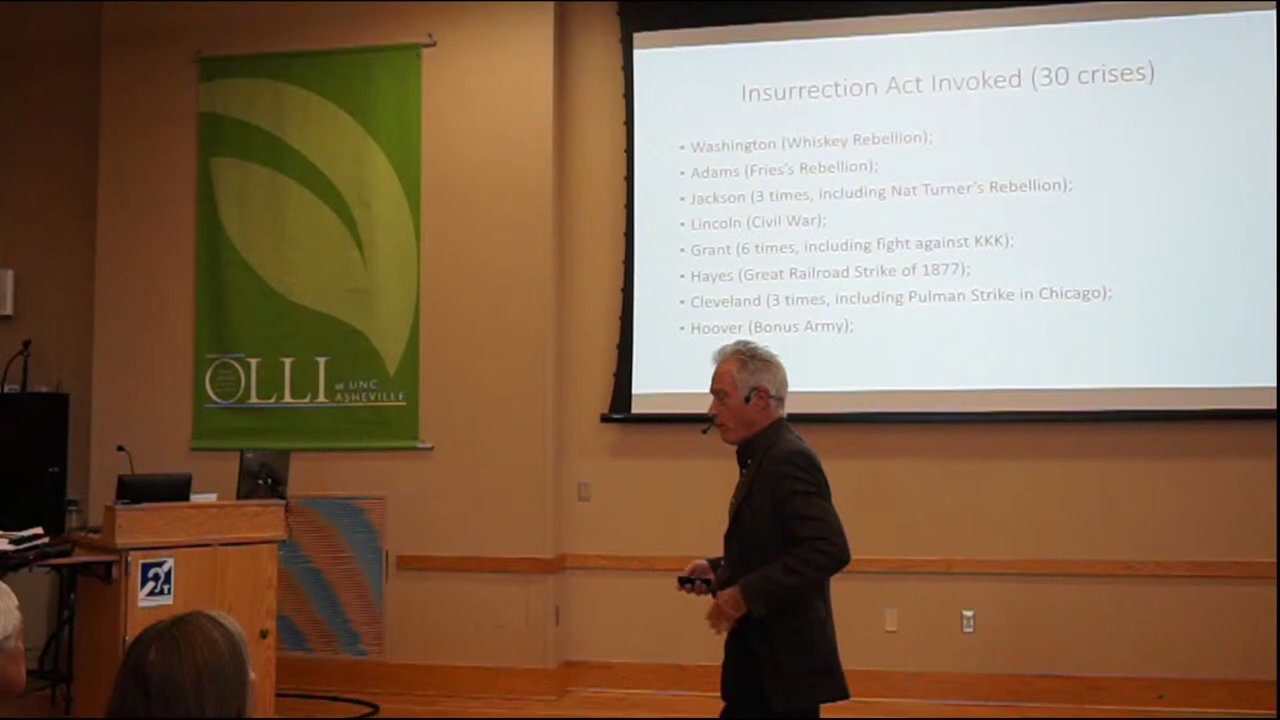 Insurrection Act Invoked (30 crises)
• Washington (Whiskey Rebellion);
• Adams (Fries's Rebellion);
• Jackson (3 times, including Nat Turner's Rebellion);
• Lincoln (Civil War);
• Grant (6 times, including fight against KKK);
• Hayes (Great Railroad Strike of 1877);
• Cleveland (3 times, including Pulman Strike in Chicago);
• Hoover (Bonus Army);
OLLI
at UNC
ASHEVILLE
T